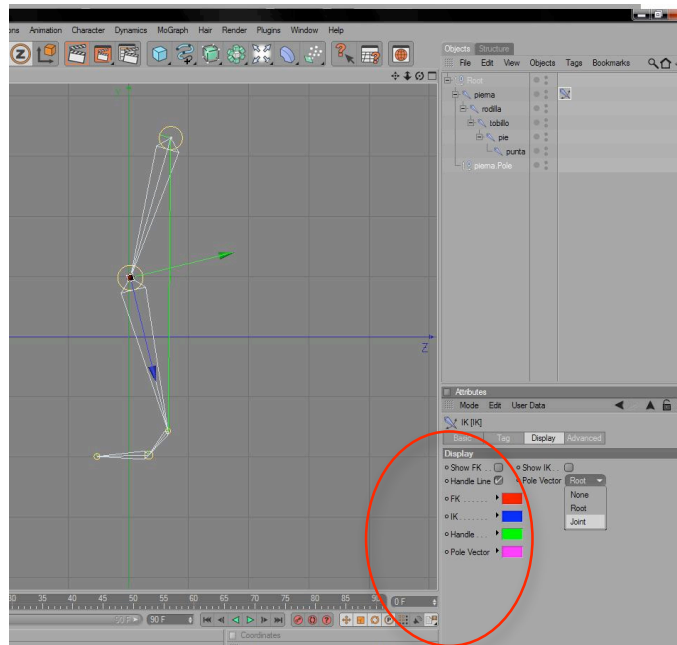 ons Animation Character Dynamics MoGraph Hair Render Plugins Window Help
Objects Structure
File Edit View Objects Tags Bookmarks
Root
pierna
rodilla
tobillo
pie
punta
pierna.Pole
Y
Z
Attributes
Mode Edit User Data
IK [IK]
Basic Tag Display Advanced
Display
Show FK . . Show IK . .
Handle Line Pole Vector Root
FK . . . . . . None
IK . . . . . . Root
Handle . . . Joint
Pole Vector
30 35 40 45 50 55 60 65 70 75 80 85 90 0 F
90 F 90 F
Coordinates